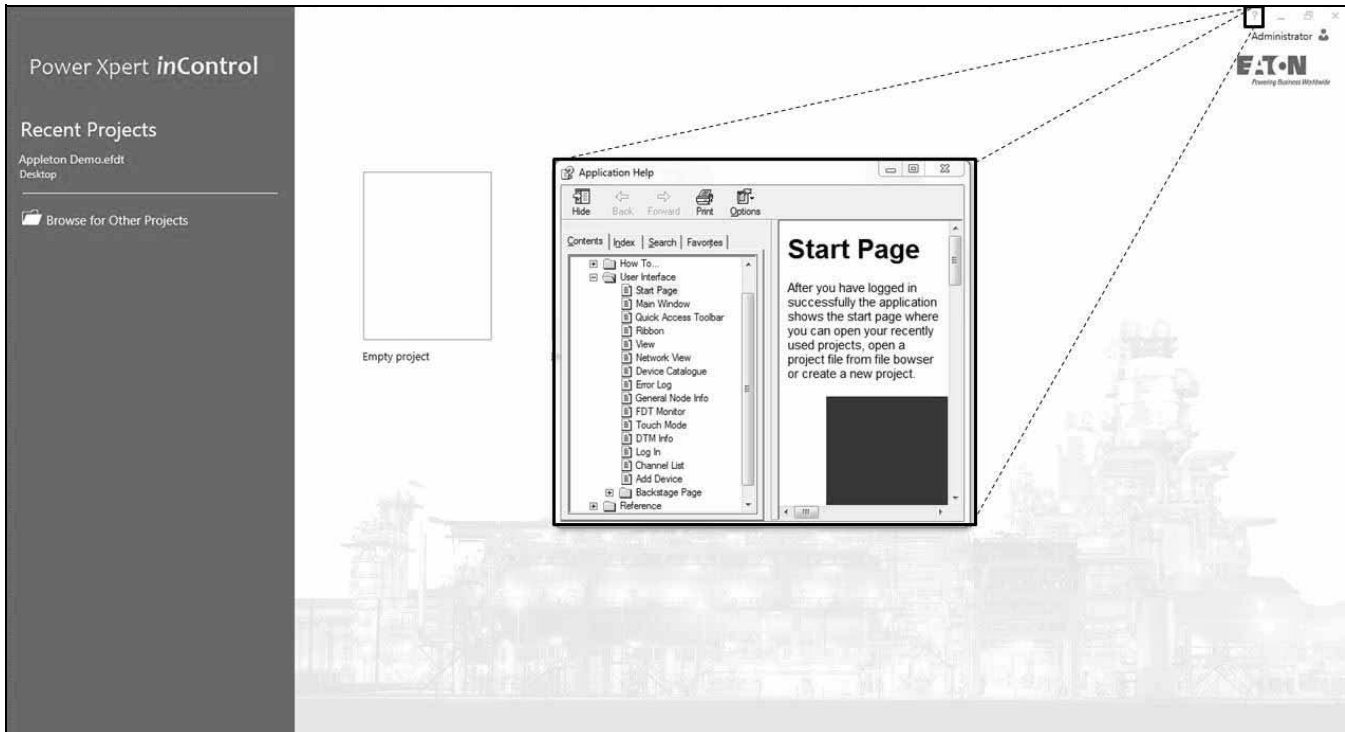 Power Xpert inControl
Recent Projects
Appleton Demo.efdt
Desktop
Browse for Other Projects
Empty project
?
Administrator
EATON
Powering Business Worldwide
Application Help
Hide Back Forward Print Options
Contents Index Search Favorites
How To...
User Interface
Start Page
Main Window
Quick Access Toolbar
Ribbon
View
Network View
Device Catalogue
Error Log
General Node Info
FDT Monitor
Touch Mode
DTM Info
Log In
Channel List
Add Device
Backstage Page
Reference
Start Page
After you have logged in
successfully the application
shows the start page where
you can open your recently
used projects, open a
project file from file bowser
or create a new project.